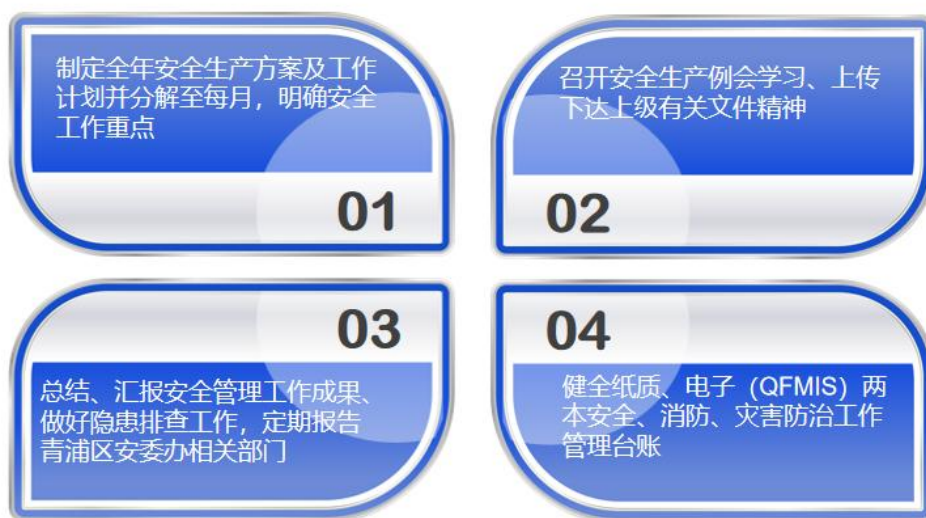 制定全年安全生产方案及工作
计划并分解至每月，明确安全
工作重点
01
召开安全生产例会学习、上传
下达上级有关文件精神
02
03
总结、汇报安全管理工作成果、
做好隐患排查工作，定期报告
青浦区安委办相关部门
04
健全纸质、电子（QFMIS）两
本安全、消防、灾害防治工作
管理台账